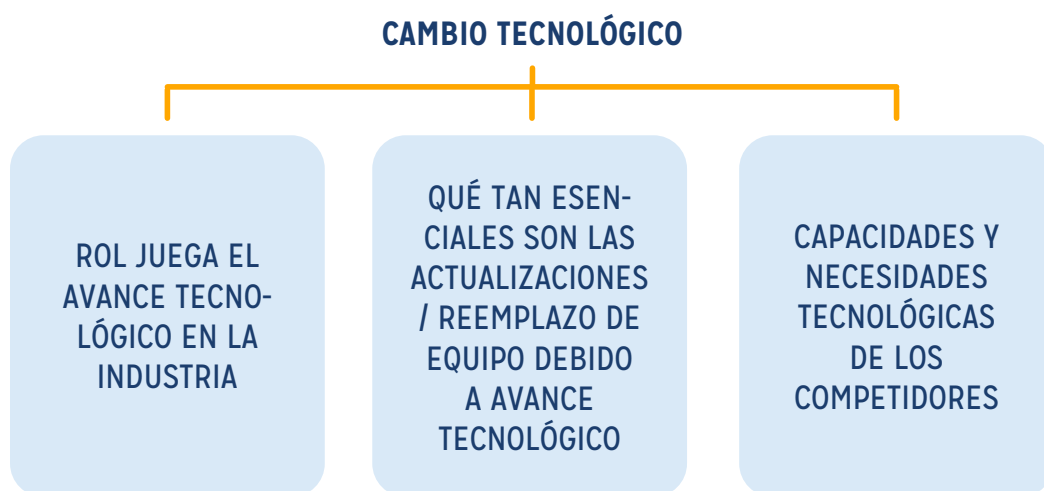 CAMBIO TECNOLÓGICO
ROL JUEGA EL
AVANCE TECNO-
LÓGICO EN LA
INDUSTRIA
QUÉ TAN ESEN-
CIALES SON LAS
ACTUALIZACIONES
/ REEMPLAZO DE
EQUIPO DEBIDO
A AVANCE
TECNOLÓGICO
CAPACIDADES Y
NECESIDADES
TECNOLÓGICAS
DE LOS
COMPETIDORES